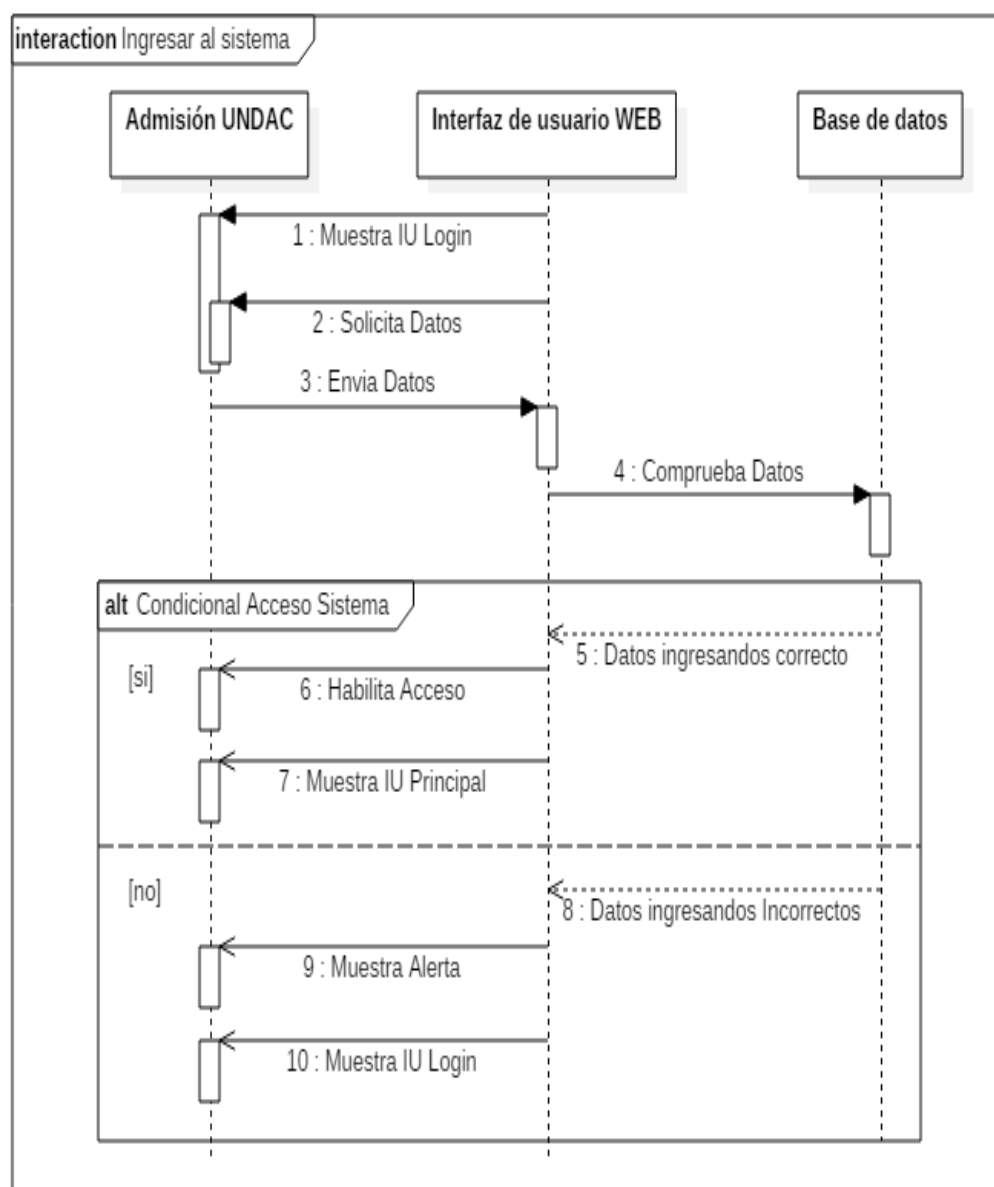 interaction Ingresar al sistema
Admisión UNDAC
Interfaz de usuario WEB
Base de datos
1 : Muestra IU Login
2 : Solicita Datos
3 : Envia Datos
4 : Comprueba Datos
alt Condicional Acceso Sistema
5 : Datos ingresandos correcto
[si]
6 : Habilita Acceso
7 : Muestra IU Principal
[no]
8 : Datos ingresandos Incorrectos
9 : Muestra Alerta
10 : Muestra IU Login